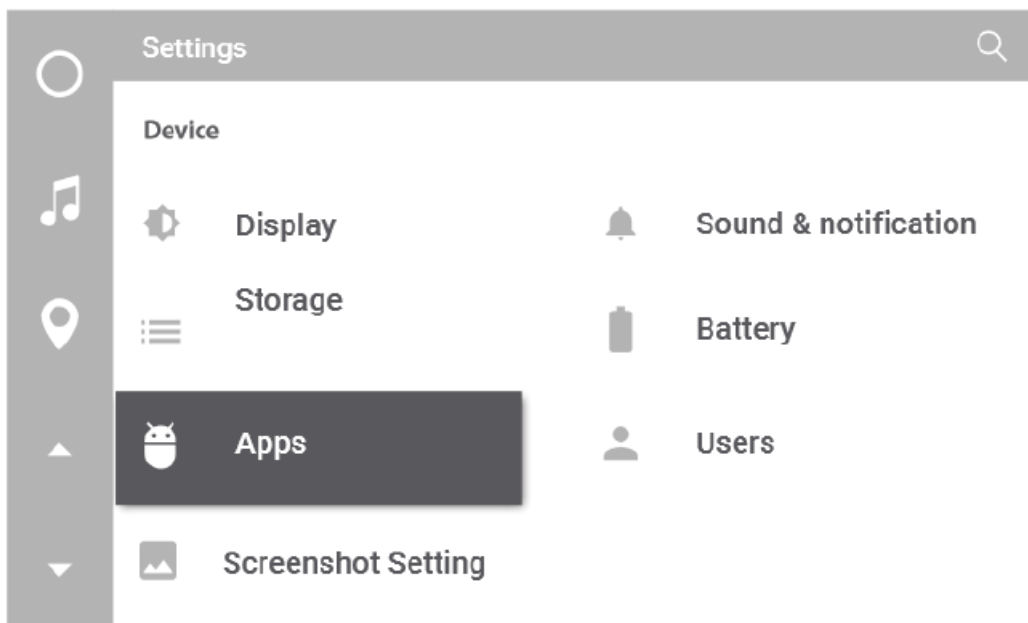 Settings
Device
Display
Sound & notification
Storage
Battery
Apps
Users
Screenshot Setting